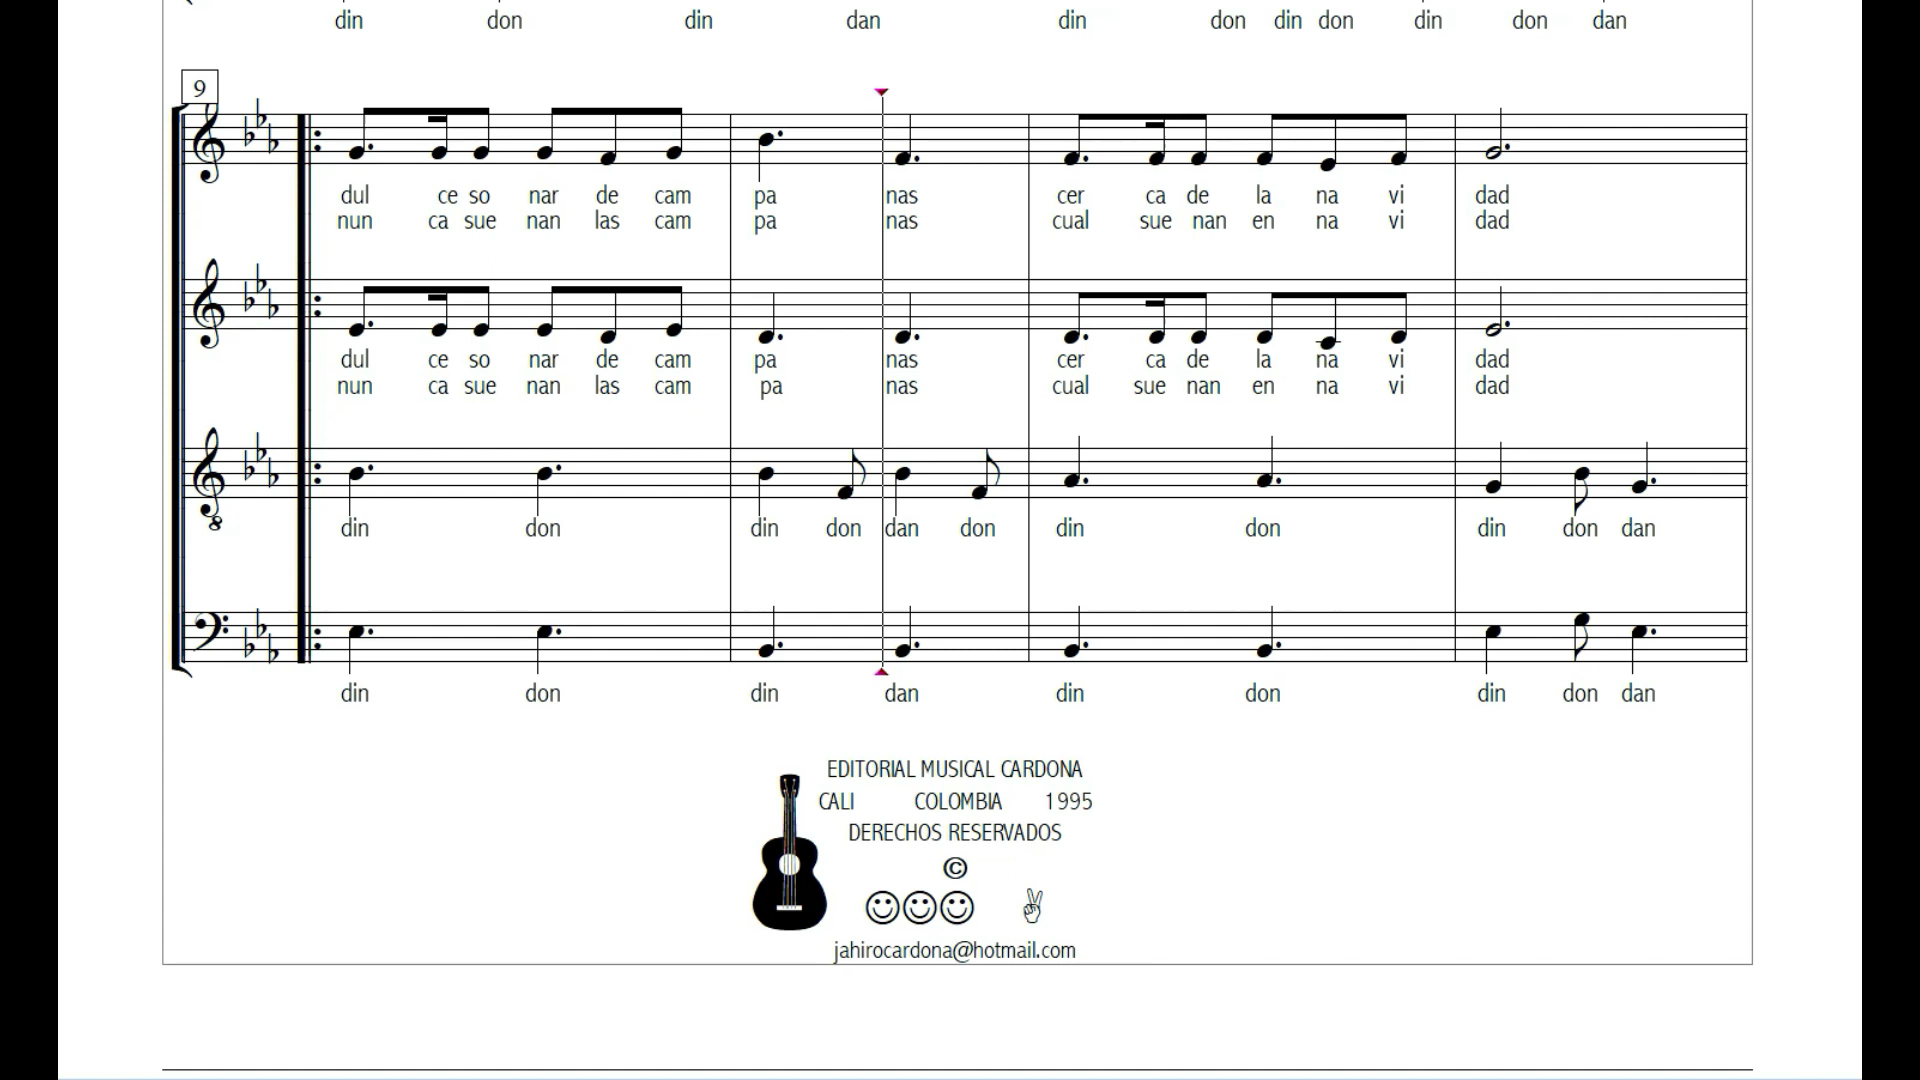 din don din dan din don din don din don dan
9
dul ce so nar de cam pa nas cer ca de la na vi dad
nun ca sue nan las cam pa nas cual sue nan en na vi dad
dul ce so nar de cam pa nas cer ca de la na vi dad
nun ca sue nan las cam pa nas cual sue nan en na vi dad
8
din don din don dan don din don din don dan
din don din dan din don din don dan
EDITORIAL MUSICAL CARDONA
CALI COLOMBIA 1995
DERECHOS RESERVADOS
©
jahirocardona@hotmail.com